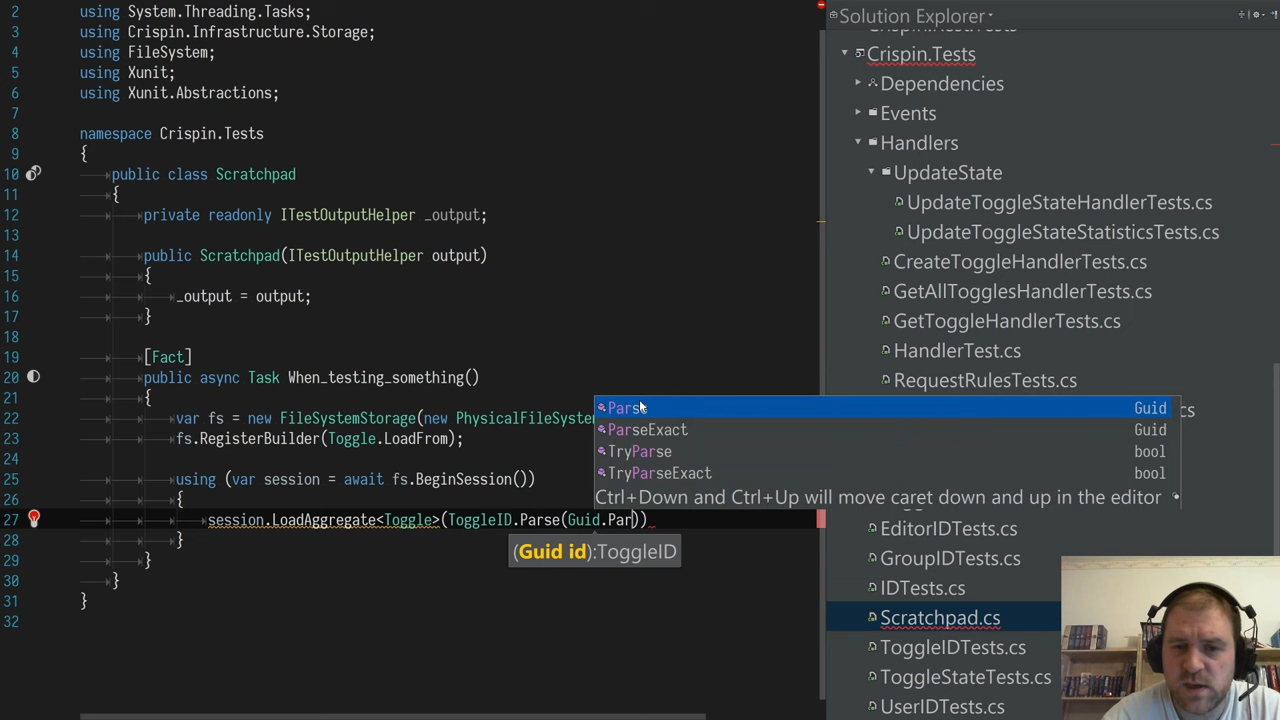 2 using System.Threading.Tasks;
3 using Crispin.Infrastructure.Storage;
4 using FileSystem;
5 using Xunit;
6 using Xunit.Abstractions;
7
8 namespace Crispin.Tests
9 {
10 public class Scratchpad
11 {
12 private readonly ITestOutputHelper _output;
13
14 public Scratchpad(ITestOutputHelper output)
15 {
16 _output = output;
17 }
18
19 [Fact]
20 public async Task When_testing_something()
21 {
22 var fs = new FileSystemStorage(new PhysicalFileSystem
23 fs.RegisterBuilder(Toggle.LoadFrom);
24
25 using (var session = await fs.BeginSession())
26 {
27 session.LoadAggregate<Toggle>(ToggleID.Parse(Guid.Par))
28 }
29 }
30 }
31 }
32
Parse Guid
ParseExact Guid
TryParse bool
TryParseExact bool
Ctrl+Down and Ctrl+Up will move caret down and up in the editor
(Guid id):ToggleID
Solution Explorer
Crispin.Tests
Dependencies
Events
Handlers
UpdateState
UpdateToggleStateHandlerTests.cs
UpdateToggleStateStatisticsTests.cs
CreateToggleHandlerTests.cs
GetAllTogglesHandlerTests.cs
GetToggleHandlerTests.cs
HandlerTest.cs
RequestRulesTests.cs
cs
EditorIDTests.cs
GroupIDTests.cs
IDTests.cs
Scratchpad.cs
ToggleIDTests.cs
ToggleStateTests.cs
UserIDTests.cs